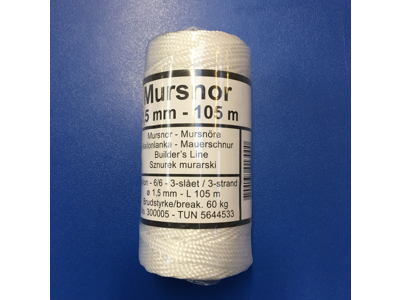 Mursnor
5 mm - 105 m
Mursnor - Mursnöre
Mauerschnur
Builder's Line
Sznurek murarski
6/6 - 3-slået / 3-strand
ø 1,5 mm - L 105 m
Brudstyrke/break. 60 kg
300005 - TUN 5644533